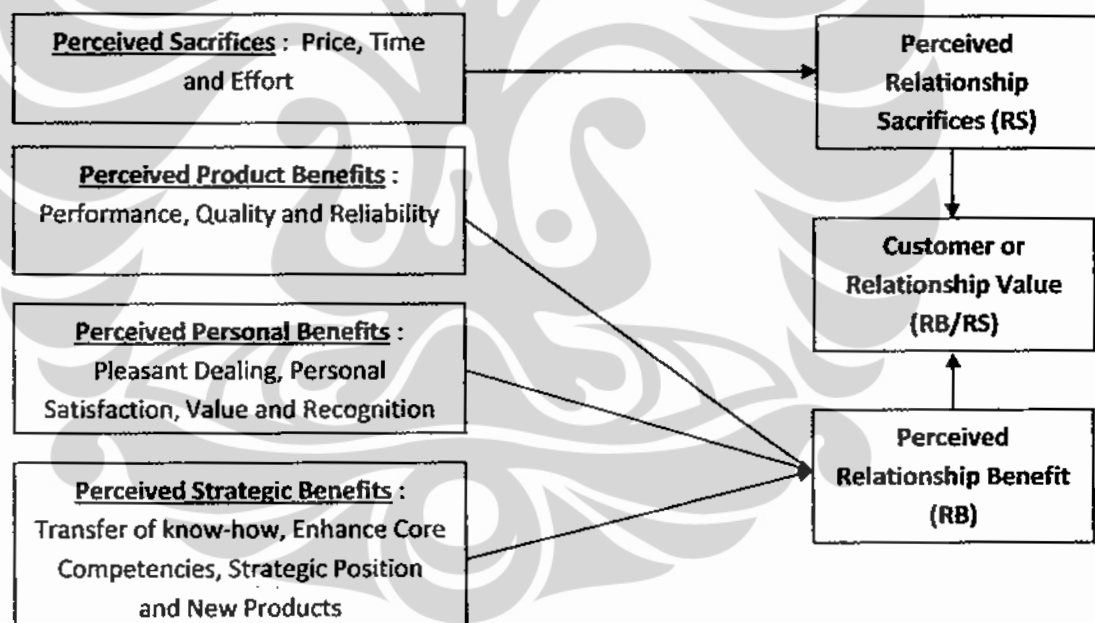 Perceived Sacrifices : Price, Time
and Effort
Perceived
Relationship
Sacrifices (RS)
Perceived Product Benefits :
Performance, Quality and Reliability
Customer or
Relationship Value
(RB/RS)
Perceived Personal Benefits :
Pleasant Dealing, Personal
Satisfaction, Value and Recognition
Perceived
Relationship Benefit
(RB)
Perceived Strategic Benefits :
Transfer of know-how, Enhance Core
Competencies, Strategic Position
and New Products